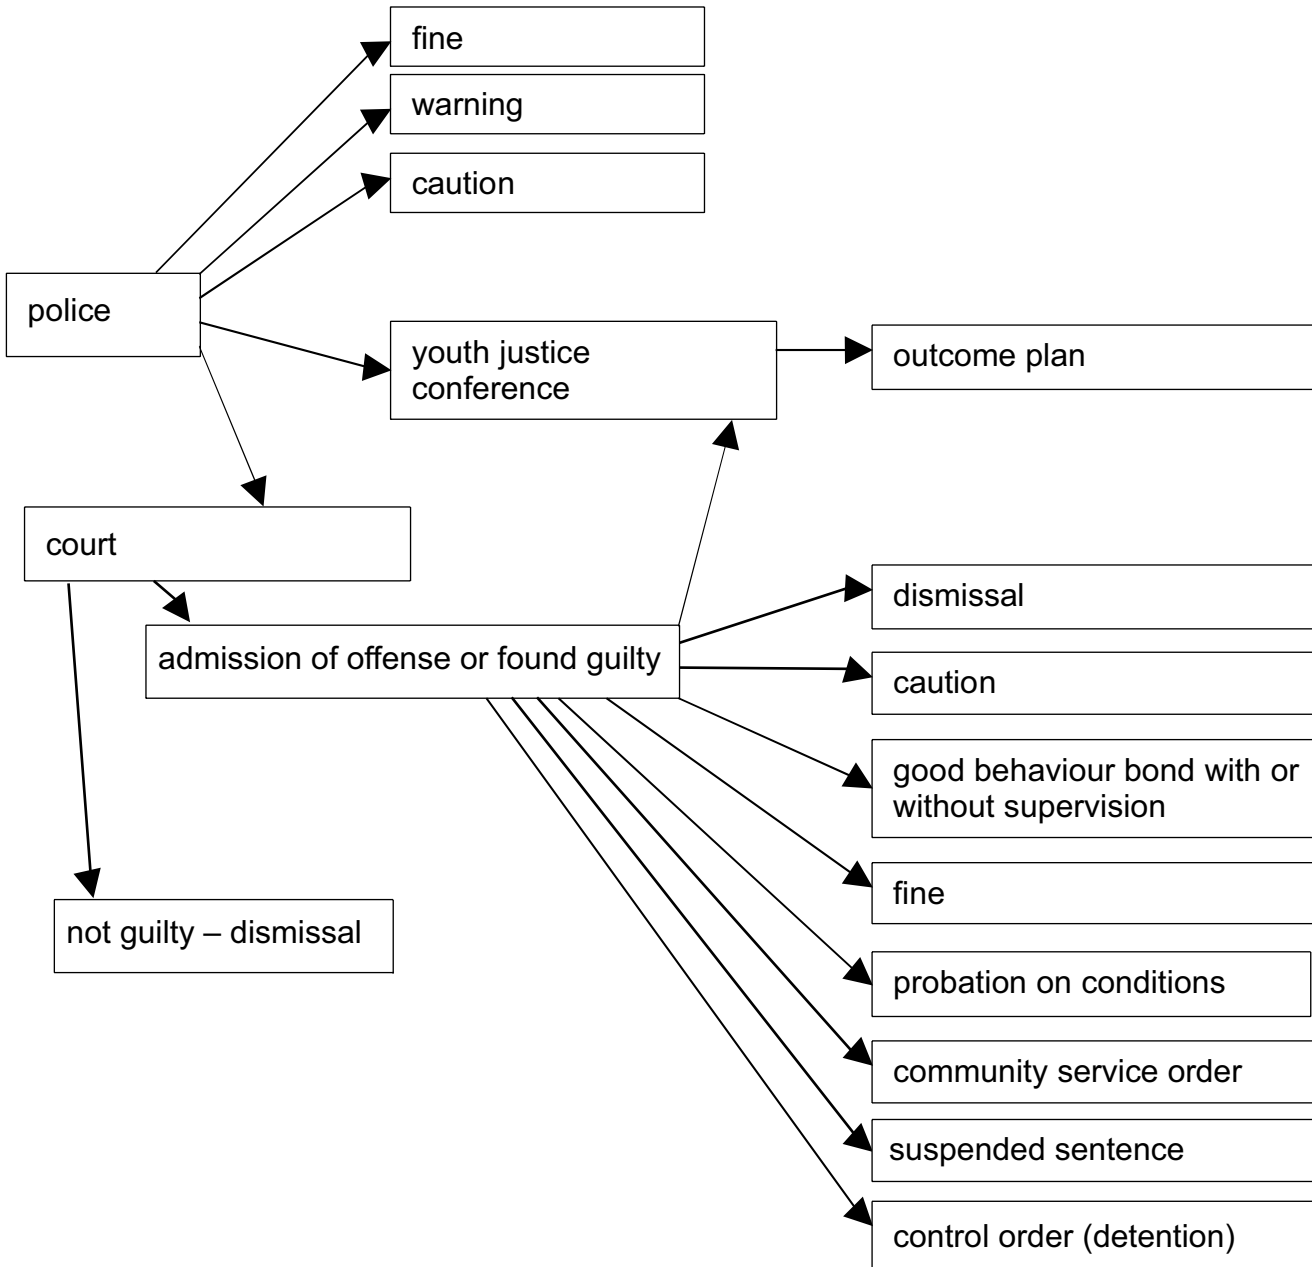 fine
warning
caution
police
youth justice
conference
outcome plan
court
dismissal
admission of offense or found guilty
caution
good behaviour bond with or
without supervision
fine
not guilty – dismissal
probation on conditions
community service order
suspended sentence
control order (detention)